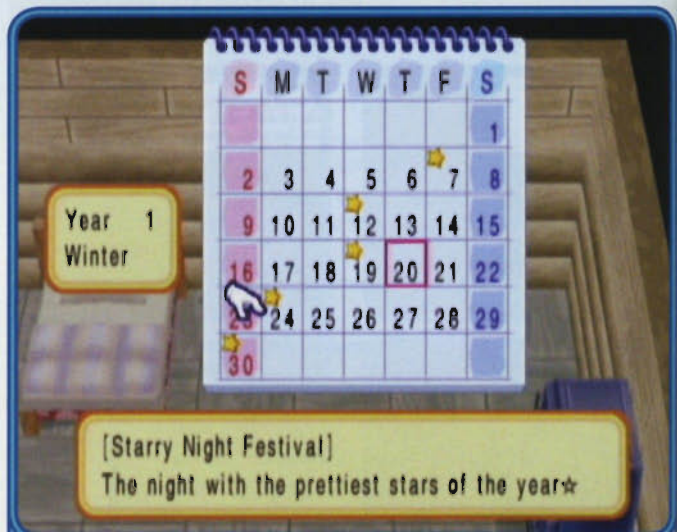 S M T W T F S
1
2 3 4 5 6 7 8
9 10 11 12 13 14 15
16 17 18 19 20 21 22
23 24 25 26 27 28 29
30
Year 1
Winter
[Starry Night Festival]
The night with the prettiest stars of the year☆